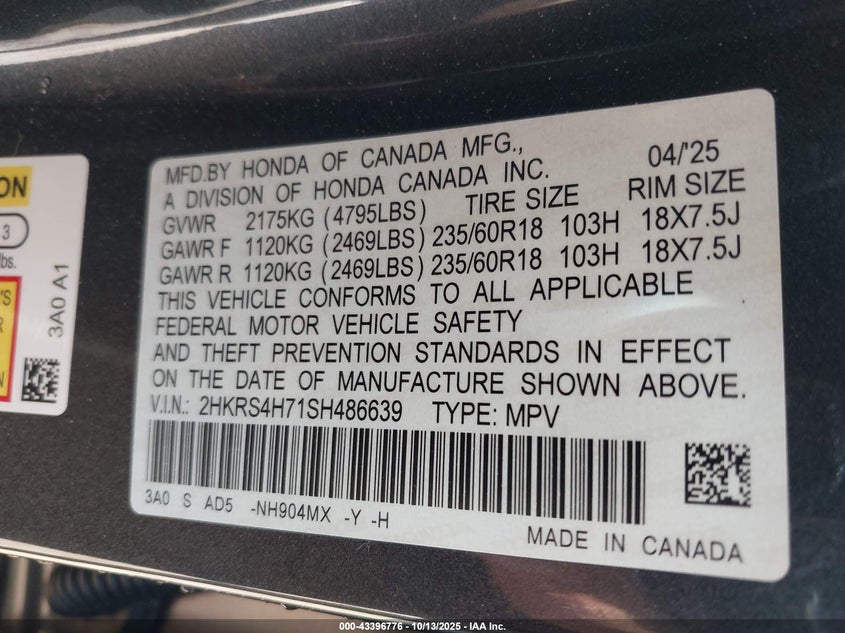 MFD.BY HONDA OF CANADA MFG., 04/'25
A DIVISION OF HONDA CANADA INC.
GVWR 2175KG (4795LBS) TIRE SIZE RIM SIZE
GAWR F 1120KG (2469LBS) 235/60R18 103H 18X7.5J
GAWR R 1120KG (2469LBS) 235/60R18 103H 18X7.5J
THIS VEHICLE CONFORMS TO ALL APPLICABLE
FEDERAL MOTOR VEHICLE SAFETY
AND THEFT PREVENTION STANDARDS IN EFFECT
ON THE DATE OF MANUFACTURE SHOWN ABOVE.
V.I.N.: 2HKRS4H71SH486639 TYPE: MPV
3A0 S AD5 -NH904MX -Y -H
MADE IN CANADA
3
lbs.
3A0 A1
000-43396776 - 10/13/2025 - IAA Inc.